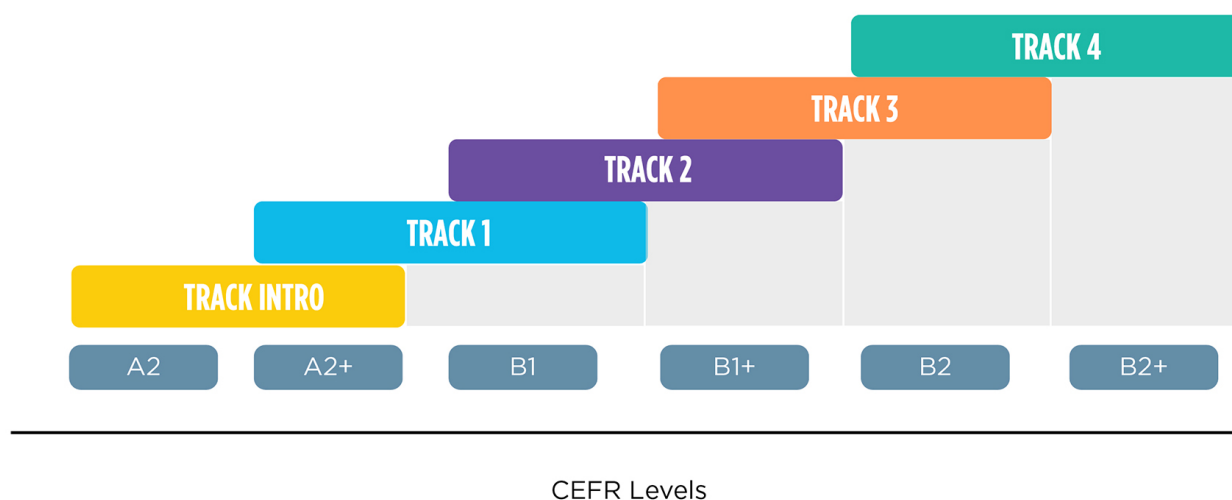 TRACK 4
TRACK 3
TRACK 2
TRACK 1
TRACK INTRO
A2 A2+ B1 B1+ B2 B2+
CEFR Levels